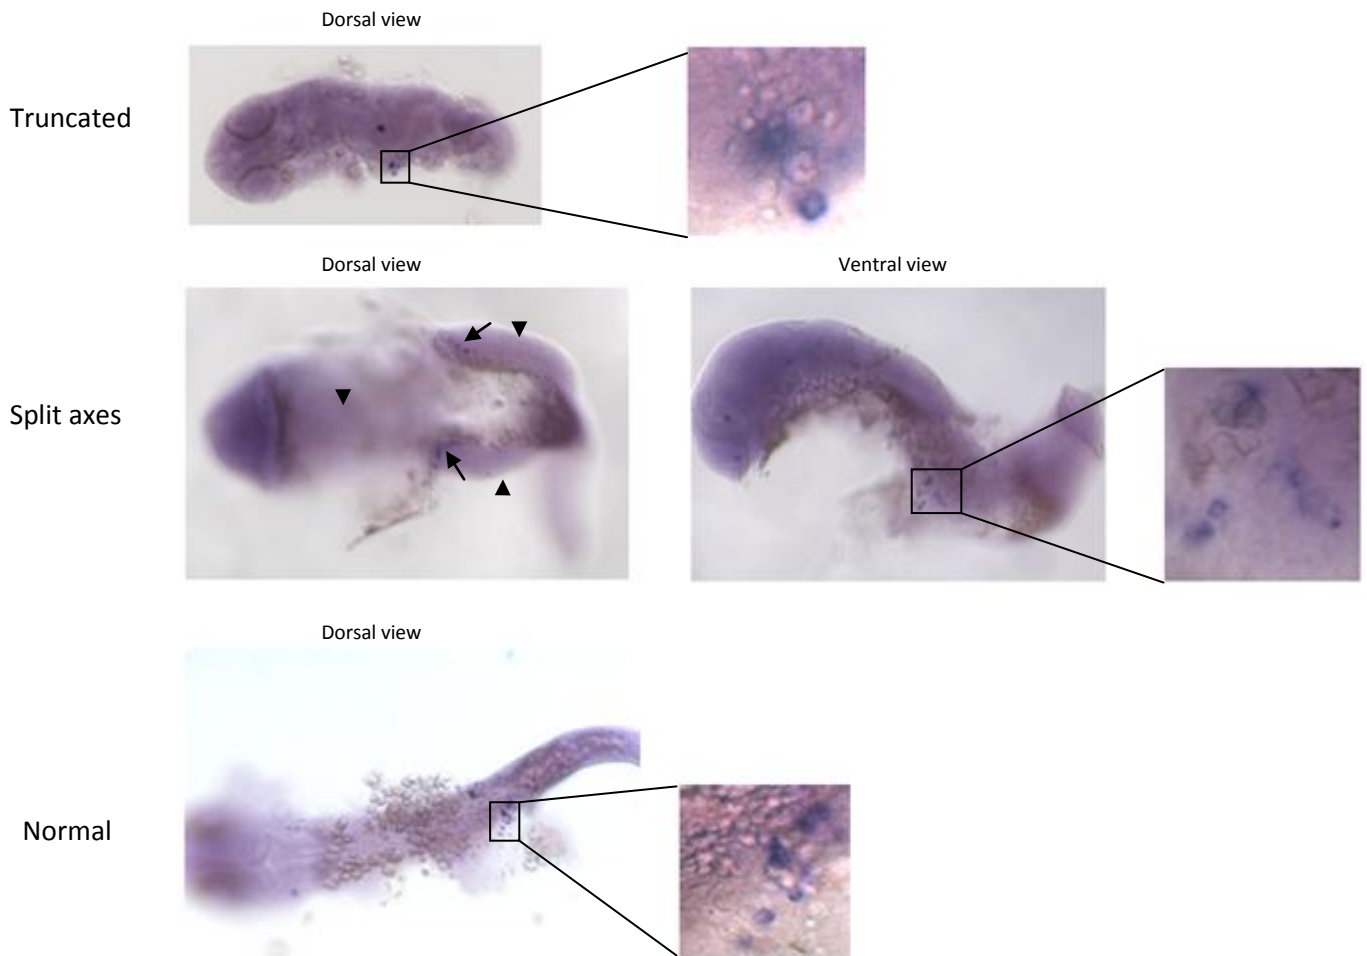 Dorsal view
Truncated
Dorsal view
Ventral view
Split axes
Dorsal view
Normal